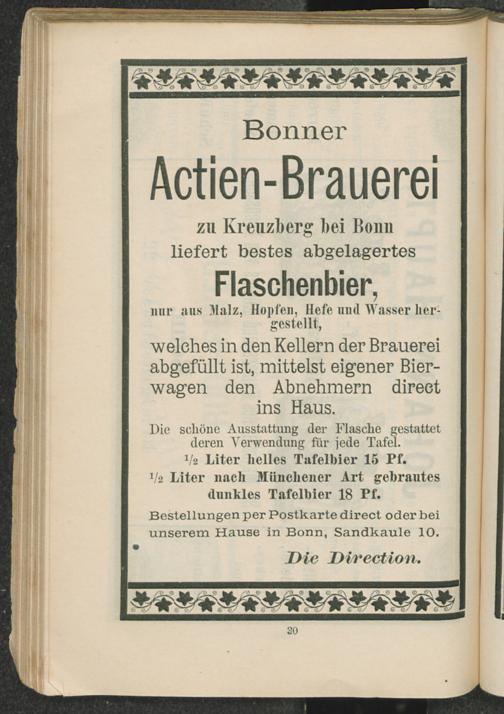 Bonner
Actien-Brauerei
zu Kreuzberg bei Bonn
liefert bestes abgelagertes
Flaschenbier,
nur aus Malz, Hopfen, Hefe und Wasser her-
gestellt,
welches in den Kellern der Brauerei
abgefüllt ist, mittelst eigener Bier-
wagen den Abnehmern direct
ins Haus.
Die schöne Ausstattung der Flasche gestattet
deren Verwendung für jede Tafel.
1/2 Liter helles Tafelbier 15 Pf.
1/2 Liter nach Münchener Art gebrautes
dunkles Tafelbier 18 Pf.
Bestellungen per Postkarte direct oder bei
unserem Hause in Bonn, Sandkaule 10.
Die Direction.
20